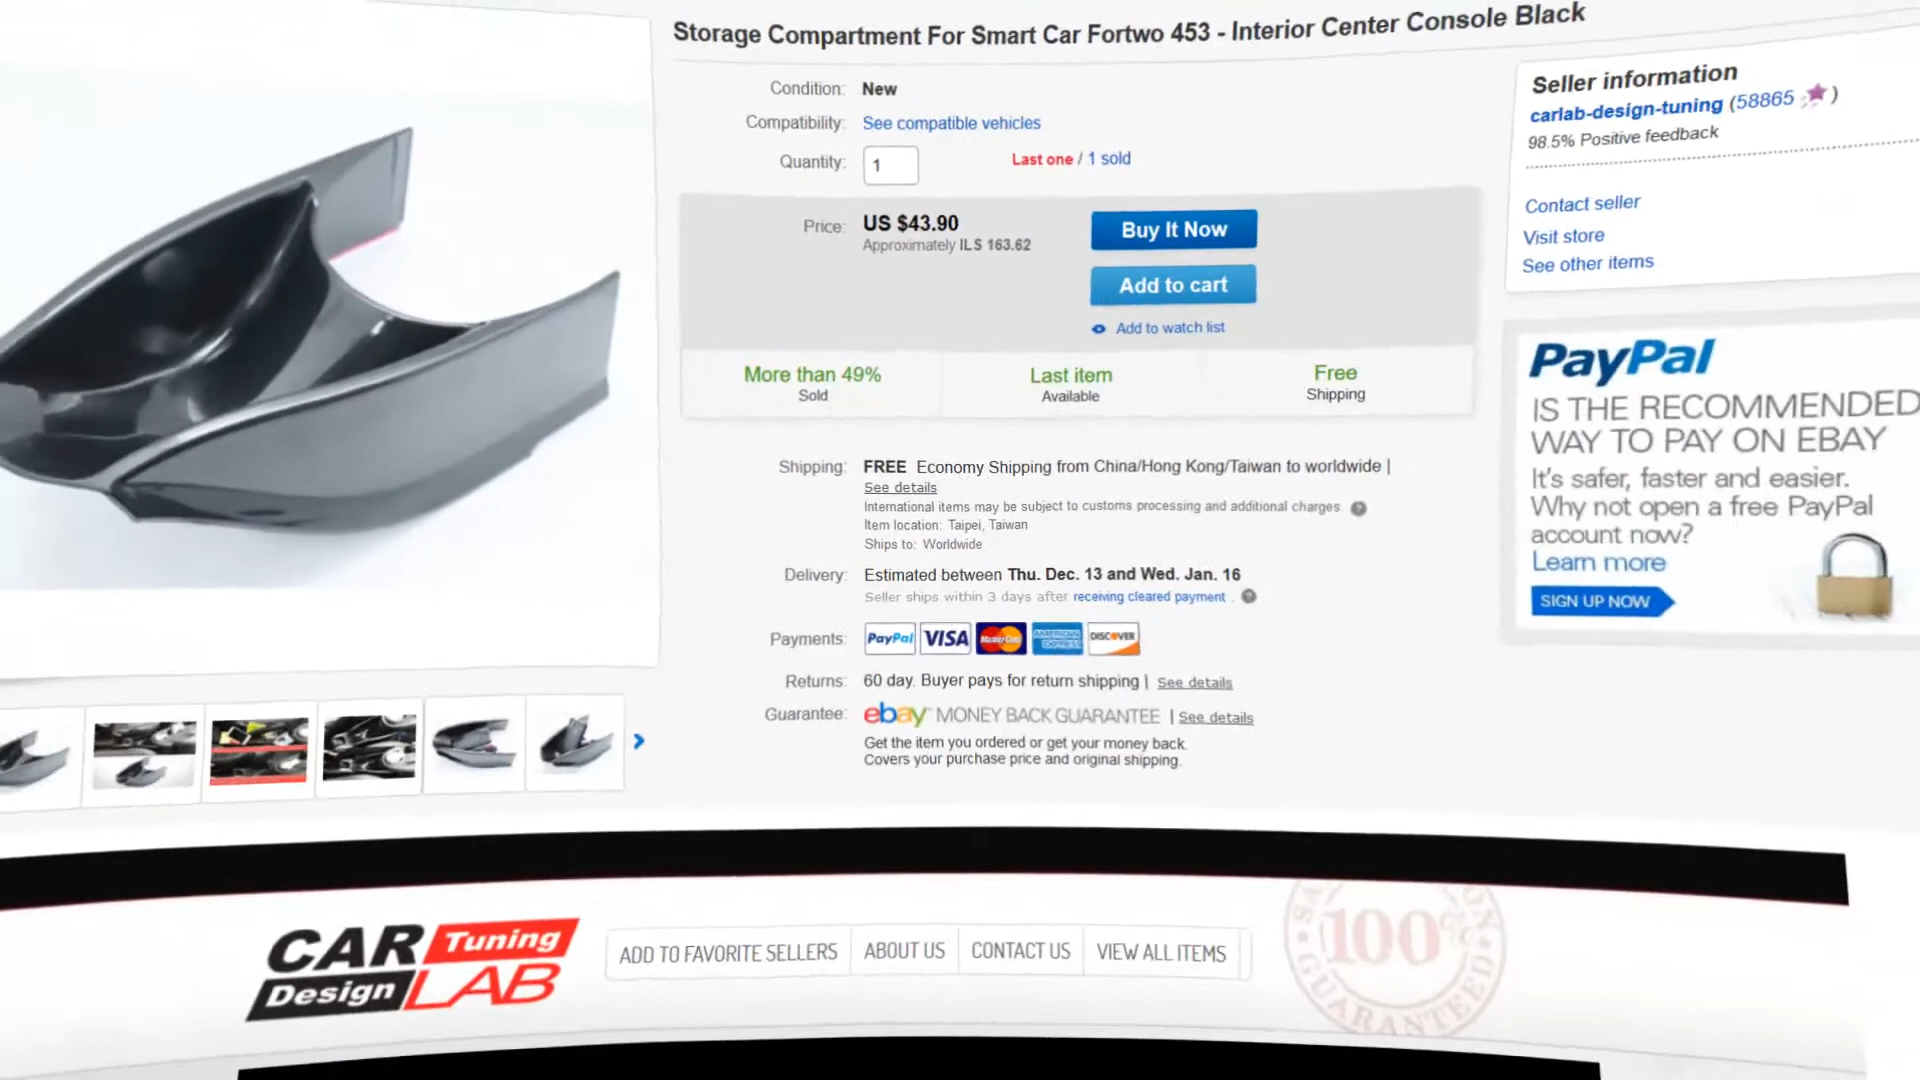 Storage Compartment For Smart Car Fortwo 453 - Interior Center Console Black
Condition: New
Compatibility: See compatible vehicles
Quantity: 1 Last one / 1 sold
Price: US $43.90
Approximately ILS 163.62
Buy It Now
Add to cart
Add to watch list
More than 49%
Sold
Last item
Available
Free
Shipping
Shipping: FREE Economy Shipping from China/Hong Kong/Taiwan to worldwide |
See details
International items may be subject to customs processing and additional charges ?
Item location: Taipei, Taiwan
Ships to: Worldwide
Delivery: Estimated between Thu. Dec. 13 and Wed. Jan. 16
Seller ships within 3 days after receiving cleared payment . ?
Payments: PayPal VISA MasterCard AMERICAN EXPRESS DISCOVER
Returns: 60 day. Buyer pays for return shipping | See details
Guarantee: ebay MONEY BACK GUARANTEE | See details
Get the item you ordered or get your money back.
Covers your purchase price and original shipping.
Seller information
carlab-design-tuning (58865 )
98.5% Positive feedback
Contact seller
Visit store
See other items
PayPal
IS THE RECOMMENDED
WAY TO PAY ON EBAY
It's safer, faster and easier.
Why not open a free PayPal
account now?
Learn more
SIGN UP NOW
CAR Tuning
Design LAB
ADD TO FAVORITE SELLERS
ABOUT US
CONTACT US
VIEW ALL ITEMS
100%
GUARANTEED